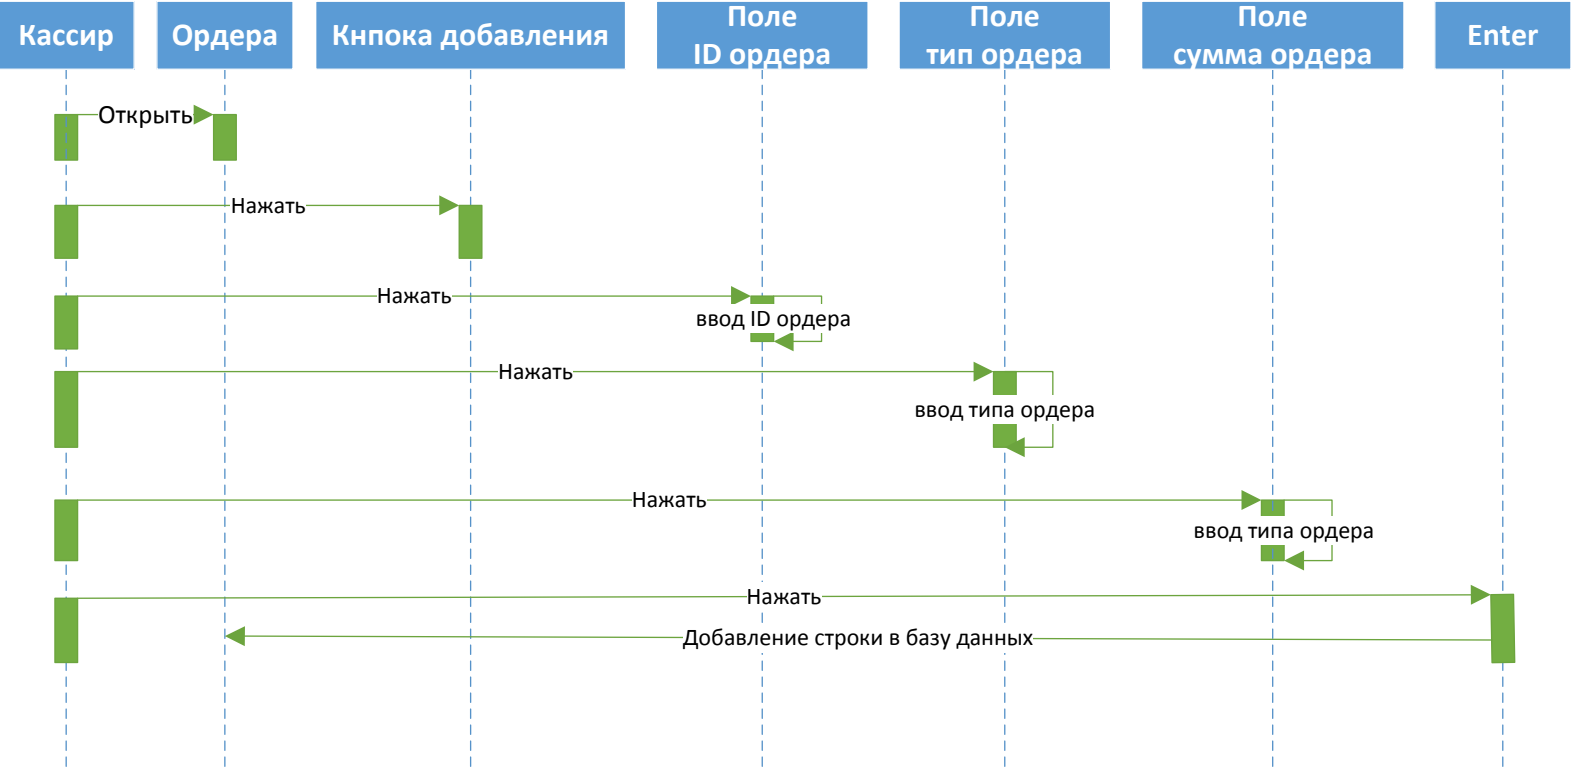 Кассир
Ордера
Кнпока добавления
Поле
ID ордера
Поле
тип ордера
Поле
сумма ордера
Enter
Открыть
Нажать
Нажать
ввод ID ордера
Нажать
ввод типа ордера
Нажать
ввод типа ордера
Нажать
Добавление строки в базу данных